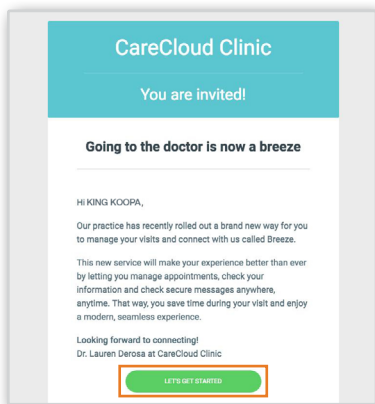 CareCloud Clinic
You are invited!
Going to the doctor is now a breeze
Hi KING KOOPA,
Our practice has recently rolled out a brand new way for you
to manage your visits and connect with us called Breeze.
This new service will make your experience better than ever
by letting you manage appointments, check your
information and check secure messages anywhere,
anytime. That way, you save time during your visit and enjoy
a modern, seamless experience.
Looking forward to connecting!
Dr. Lauren Derosa at CareCloud Clinic
LET'S GET STARTED